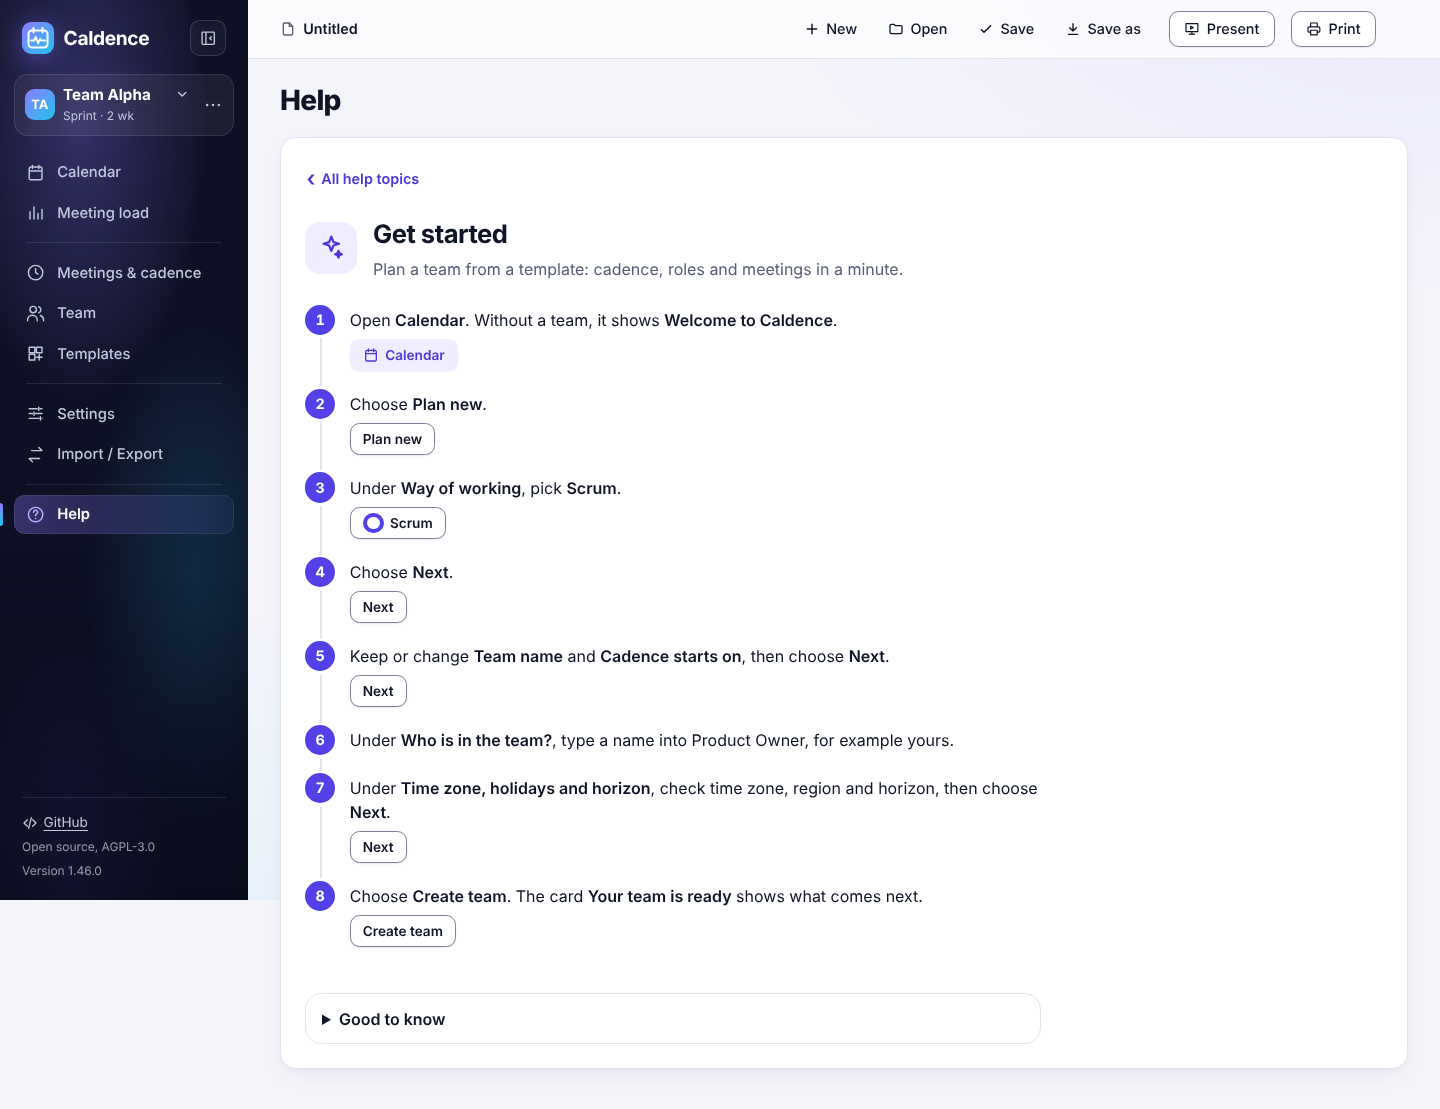 Caldence
TA
Team Alpha
Sprint · 2 wk
Calendar
Meeting load
Meetings & cadence
Team
Templates
Settings
Import / Export
Help
GitHub
Open source, AGPL-3.0
Version 1.46.0
Untitled
New
Open
Save
Save as
Present
Print
Help
All help topics
Get started
Plan a team from a template: cadence, roles and meetings in a minute.
1
Open Calendar. Without a team, it shows Welcome to Caldence.
Calendar
2
Choose Plan new.
Plan new
3
Under Way of working, pick Scrum.
Scrum
4
Choose Next.
Next
5
Keep or change Team name and Cadence starts on, then choose Next.
Next
6
Under Who is in the team?, type a name into Product Owner, for example yours.
7
Under Time zone, holidays and horizon, check time zone, region and horizon, then choose
Next.
Next
8
Choose Create team. The card Your team is ready shows what comes next.
Create team
Good to know